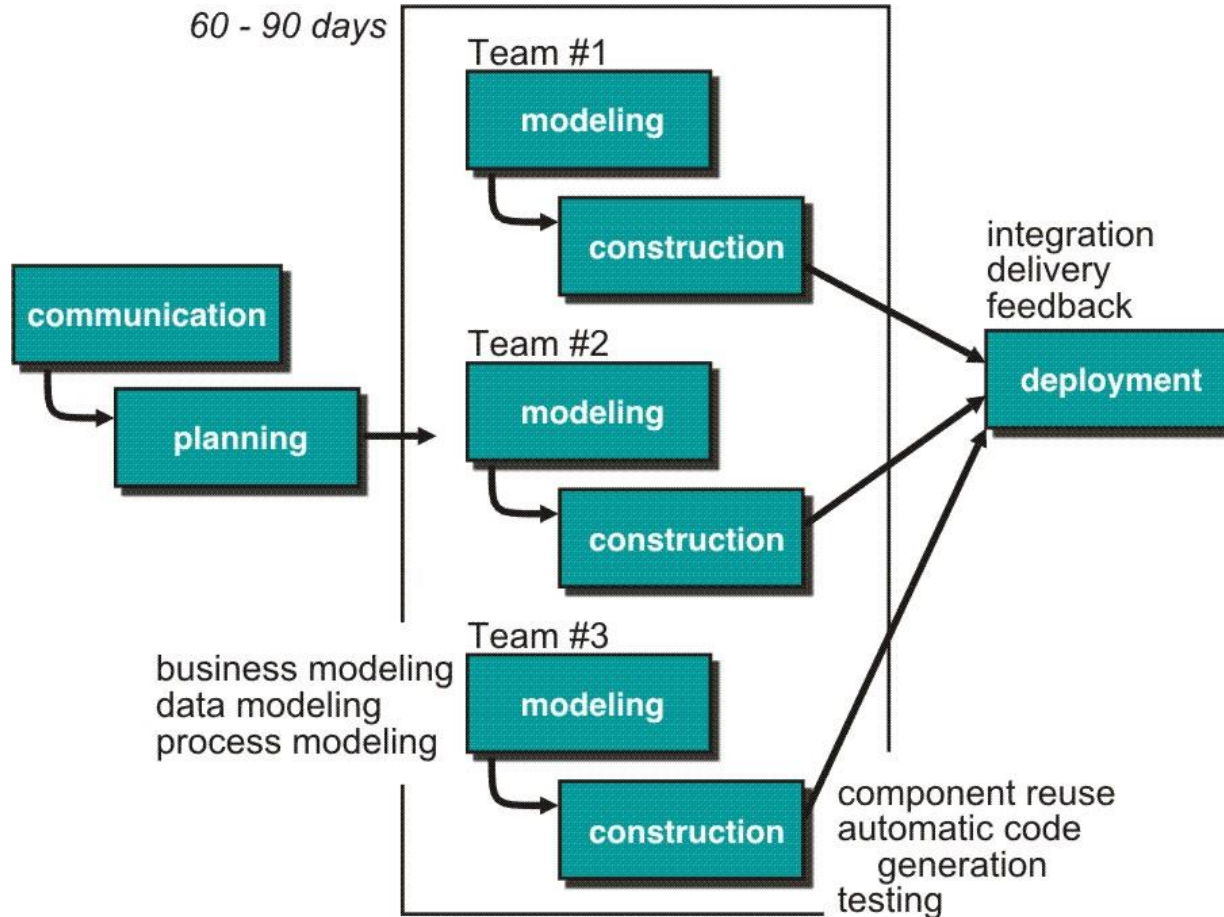 60 - 90 days
communication
planning
Team #1
modeling
construction
Team #2
modeling
construction
Team #3
modeling
construction
business modeling
data modeling
process modeling
component reuse
automatic code
generation
testing
integration
delivery
feedback
deployment